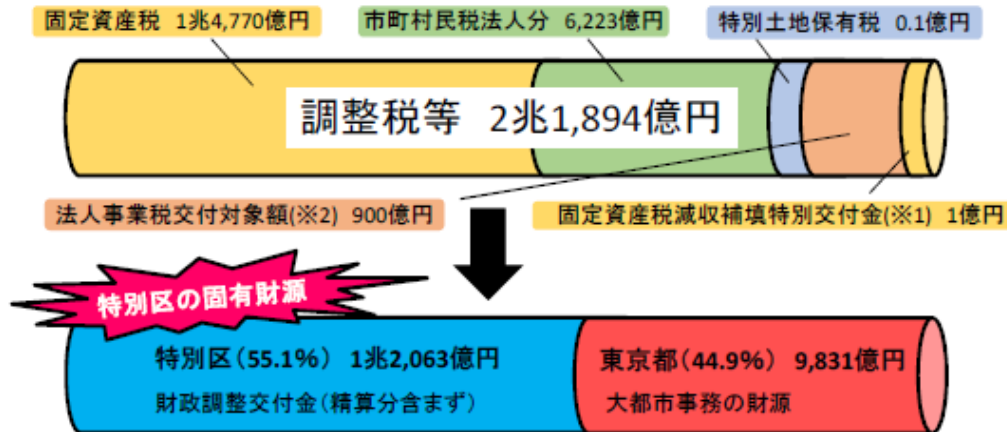 固定資産税 1兆4,770億円
市町村民税法人分 6,223億円
特別土地保有税 0.1億円
調整税等 2兆1,894億円
法人事業税交付対象額(※2) 900億円
固定資産税減収補填特別交付金(※1) 1億円
特別区の固有財源
特別区(55.1%) 1兆2,063億円
財政調整交付金(精算分含まず)
東京都(44.9%) 9,831億円
大都市事務の財源